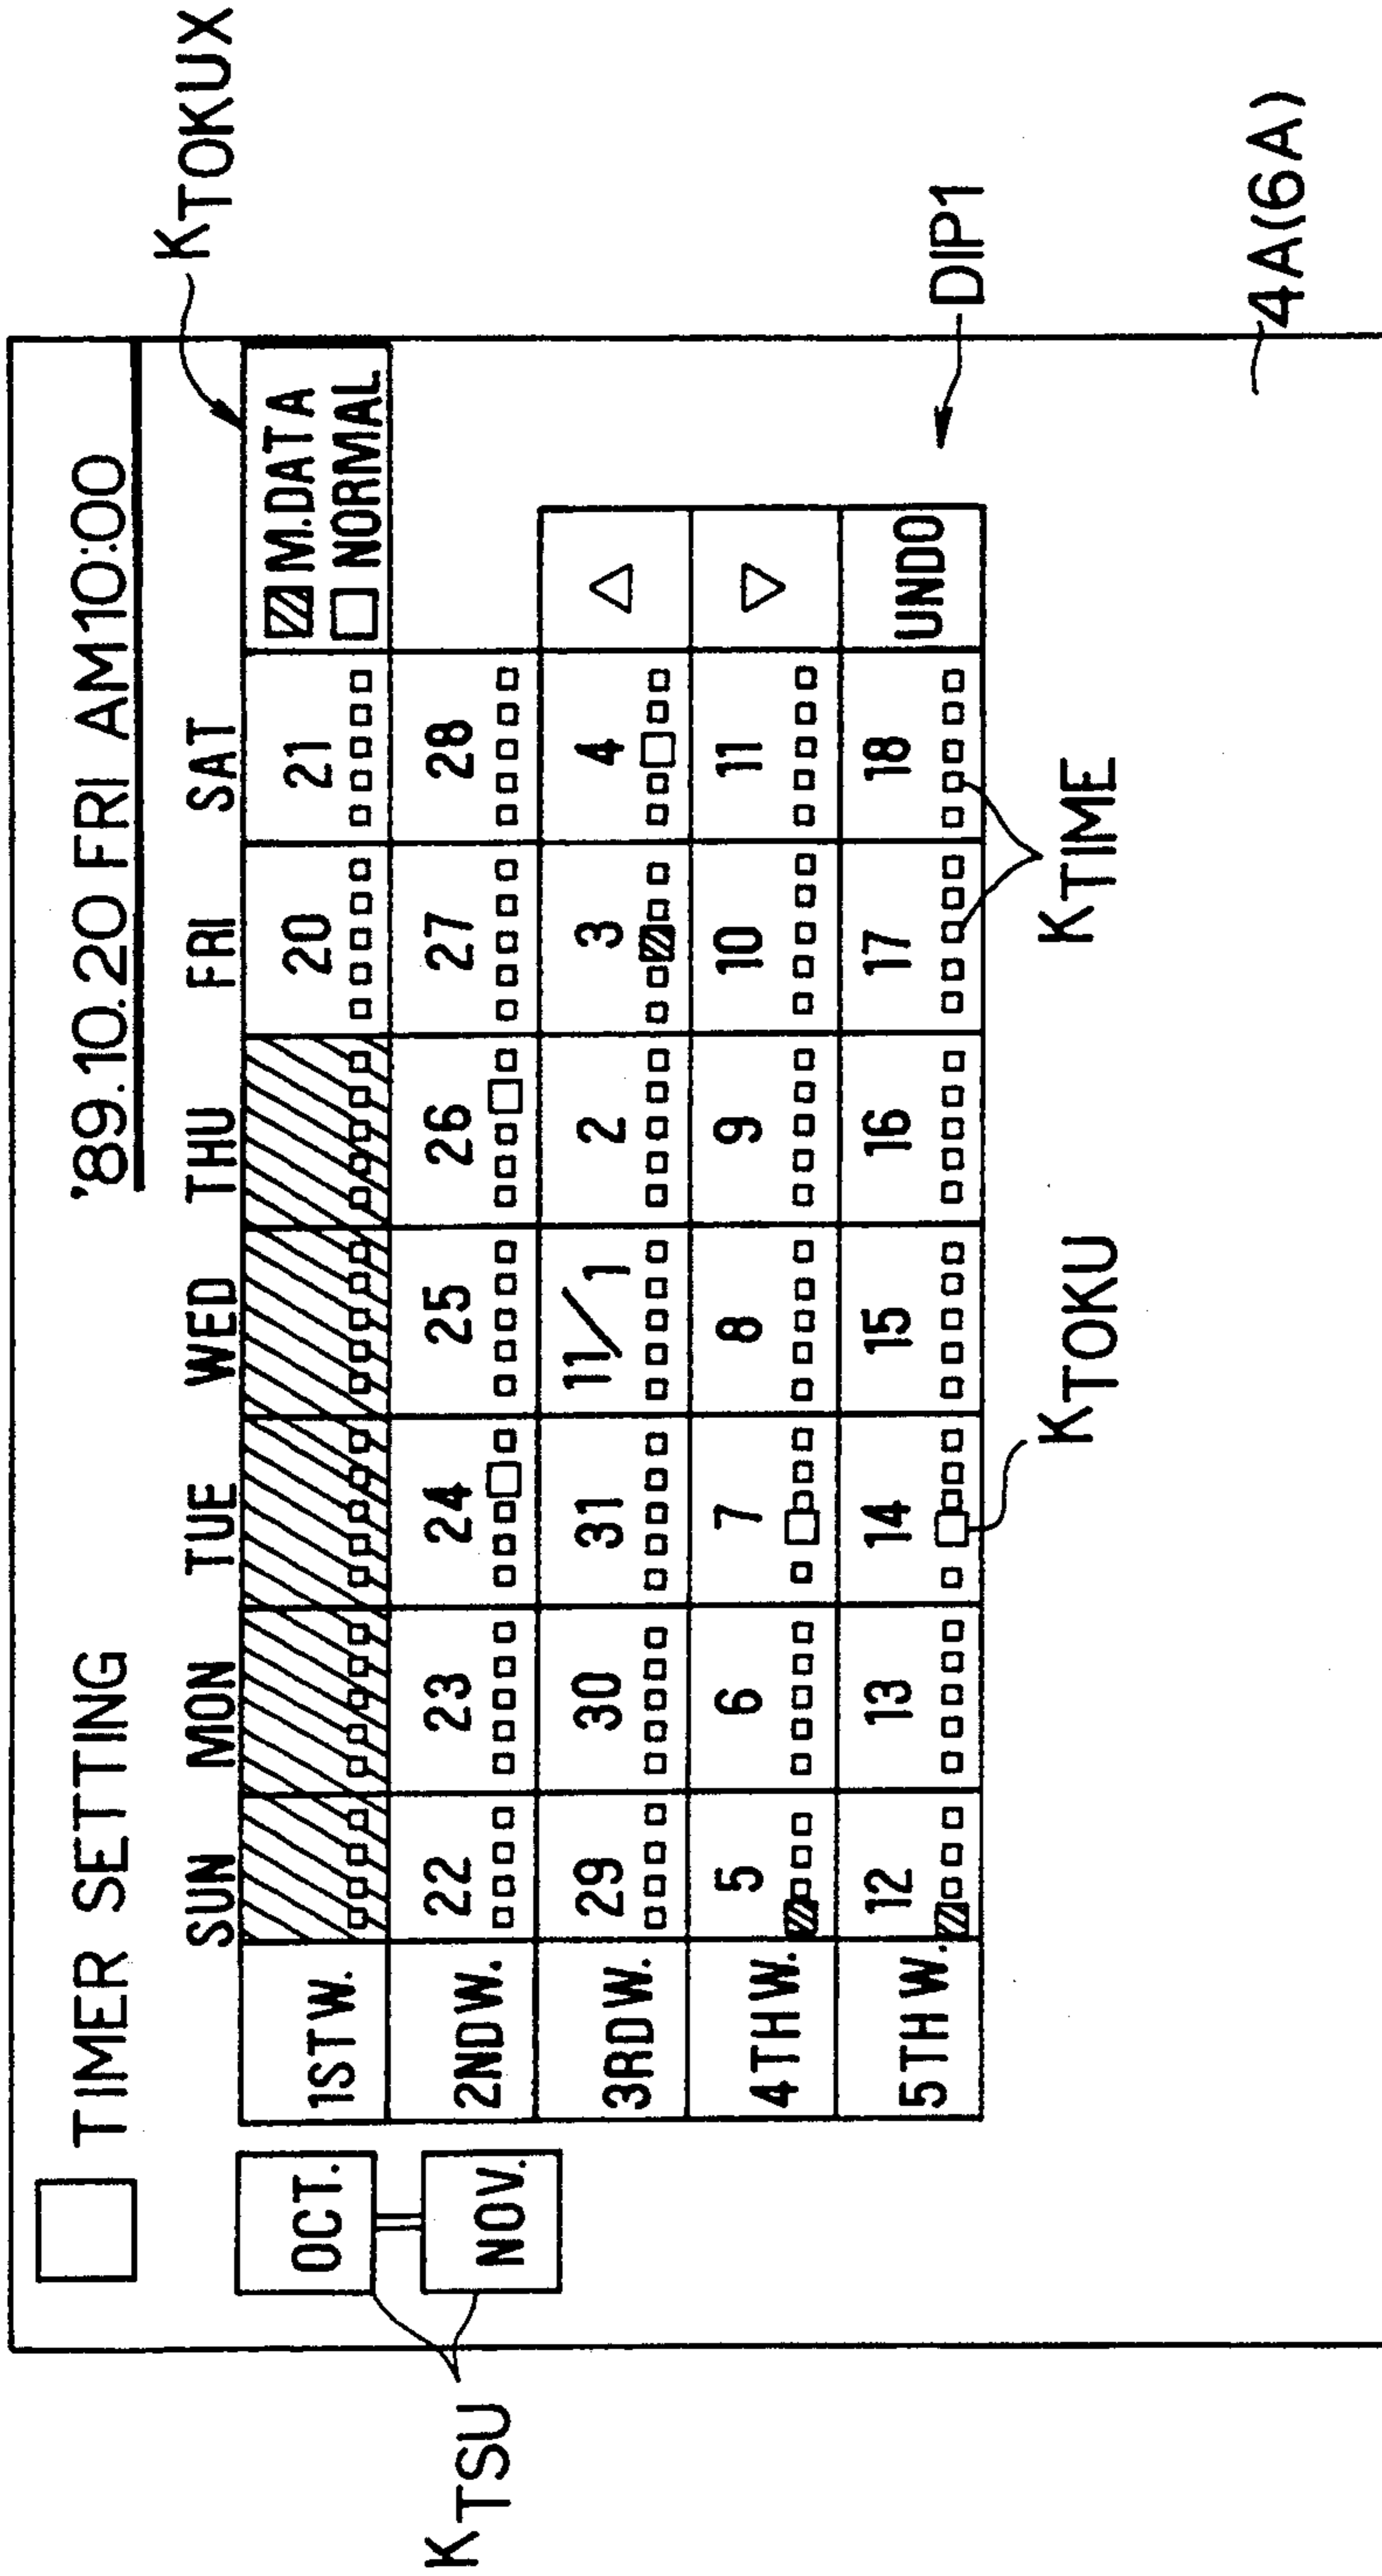 TIMER SETTING
'89.10.20 FRI AM10:00
KTOKUX
SUN MON TUE WED THU FRI SAT
OCT.
NOV.
KTSU
1ST W. 20 21
M.DATA
NORMAL
2ND W. 22 23 24 25 26 27 28
3RD W. 29 30 31 11/1 2 3 4 △
4TH W. 5 6 7 8 9 10 11 ▽
5TH W. 12 13 14 15 16 17 18 UNDO
DIP1
KTOKU
KTIME
4A(6A)